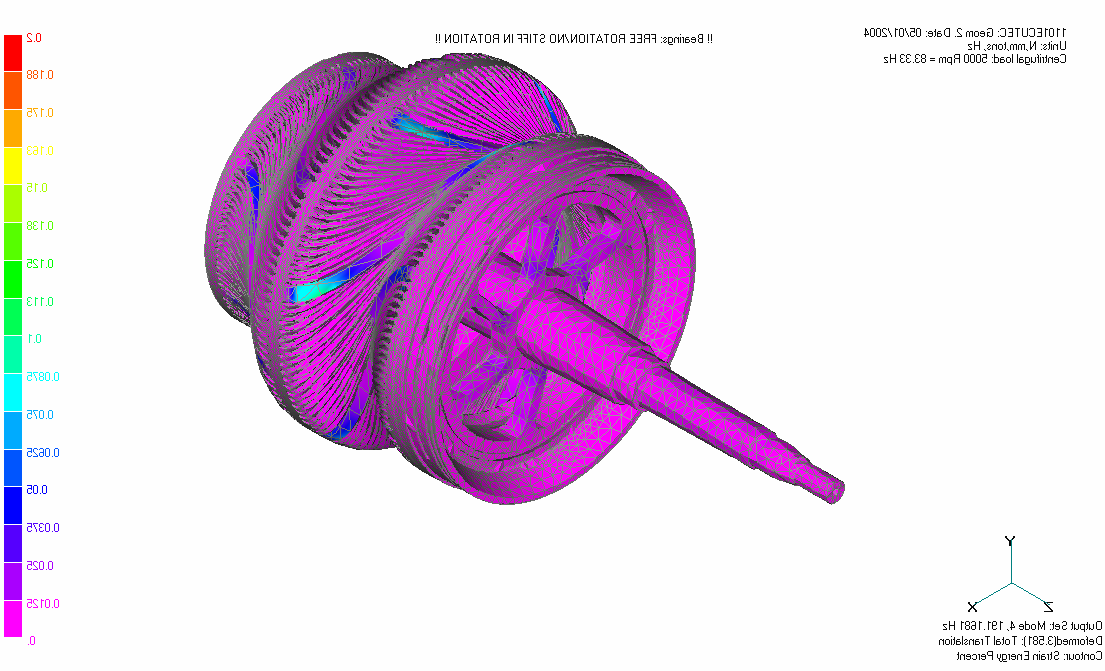 1101ECUTEC: Geom 2. Date: 05/01/2004
Units: N,mm,tons, Hz
Centrifugal load: 5000 Rpm = 83.33 Hz
!! Bearings: FREE ROTATION/NO STIFF IN ROTATION !!
0.2
0.188
0.175
0.163
0.15
0.138
0.125
0.113
0.1
0.0875
0.075
0.0625
0.05
0.0375
0.025
0.0125
0.
Y
X
Z
Output Set: Mode 4, 191.1681 Hz
Deformed(3.581): Total Translation
Contour: Strain Energy Percent